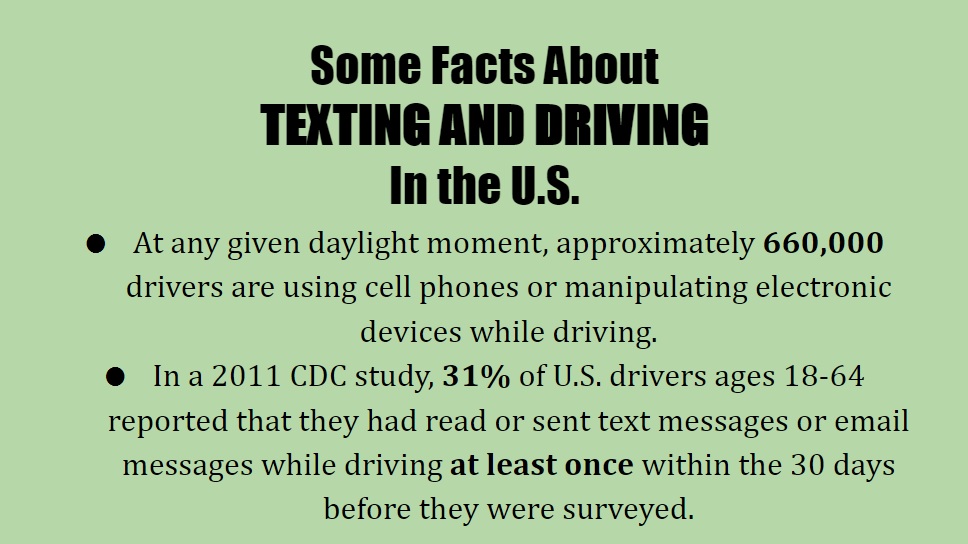 Some Facts About
TEXTING AND DRIVING
In the U.S.
● At any given daylight moment, approximately 660,000
drivers are using cell phones or manipulating electronic
devices while driving.
● In a 2011 CDC study, 31% of U.S. drivers ages 18-64
reported that they had read or sent text messages or email
messages while driving at least once within the 30 days
before they were surveyed.